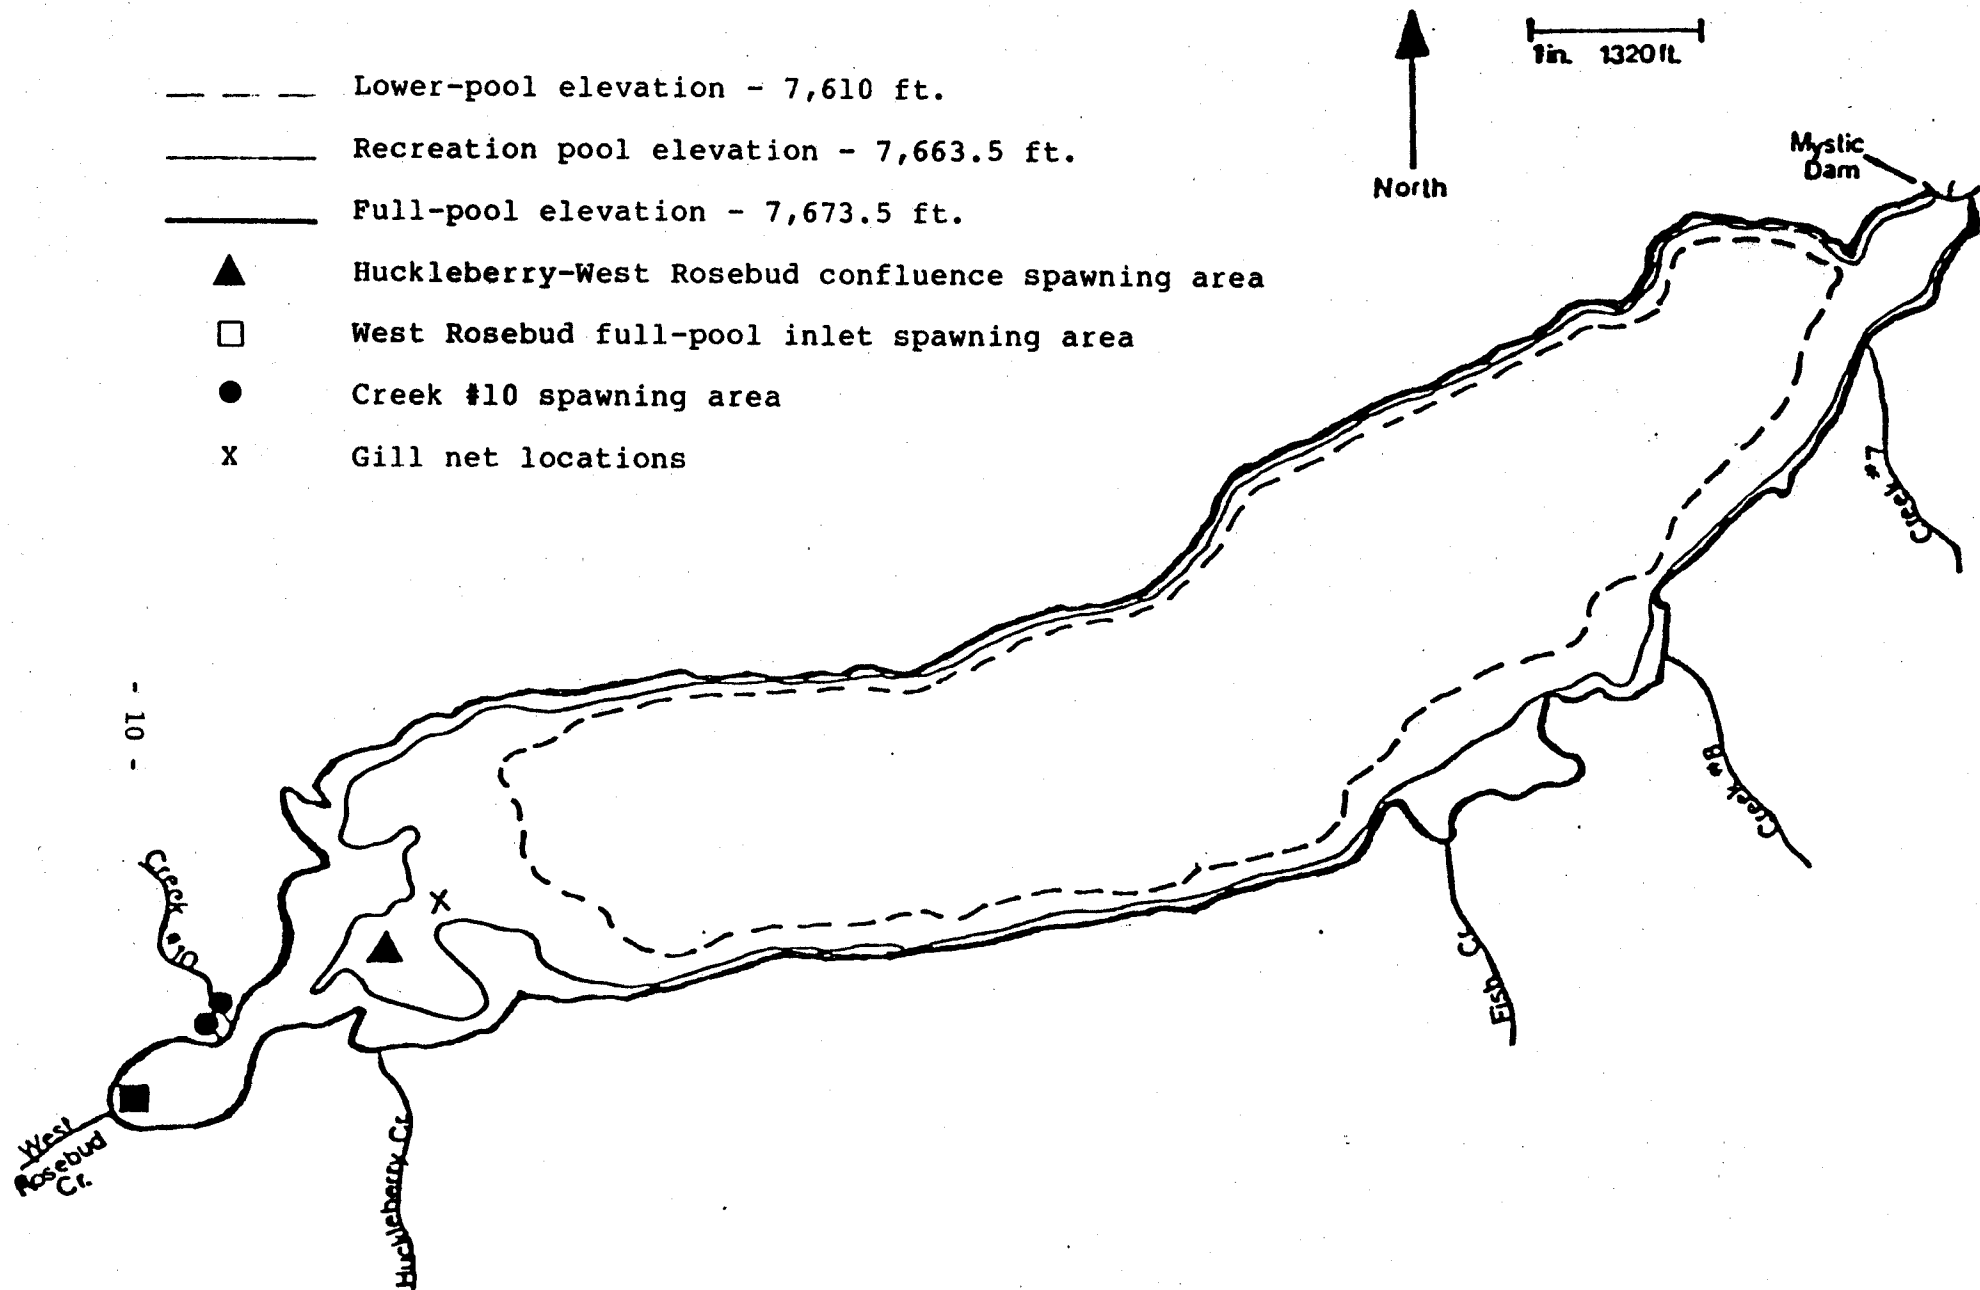 1in. 1320ft.
North
Mystic
Dam
Lower-pool elevation - 7,610 ft.
Recreation pool elevation - 7,663.5 ft.
Full-pool elevation - 7,673.5 ft.
Huckleberry-West Rosebud confluence spawning area
West Rosebud full-pool inlet spawning area
Creek #10 spawning area
X Gill net locations
Creek #7
Creek #8
Fish Cr.
X
Creek #10
West
Rosebud
Cr.
Huckleberry Cr.
- 10 -